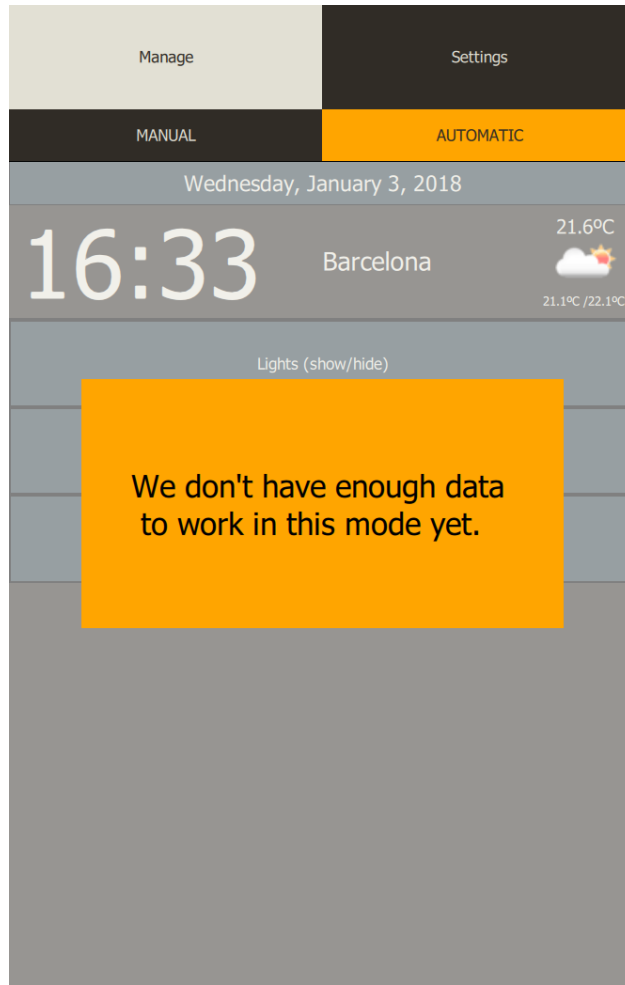 Manage
Settings
MANUAL
AUTOMATIC
Wednesday, January 3, 2018
16:33
Barcelona
21.6ºC
21.1ºC /22.1ºC
Lights (show/hide)
We don't have enough data
to work in this mode yet.